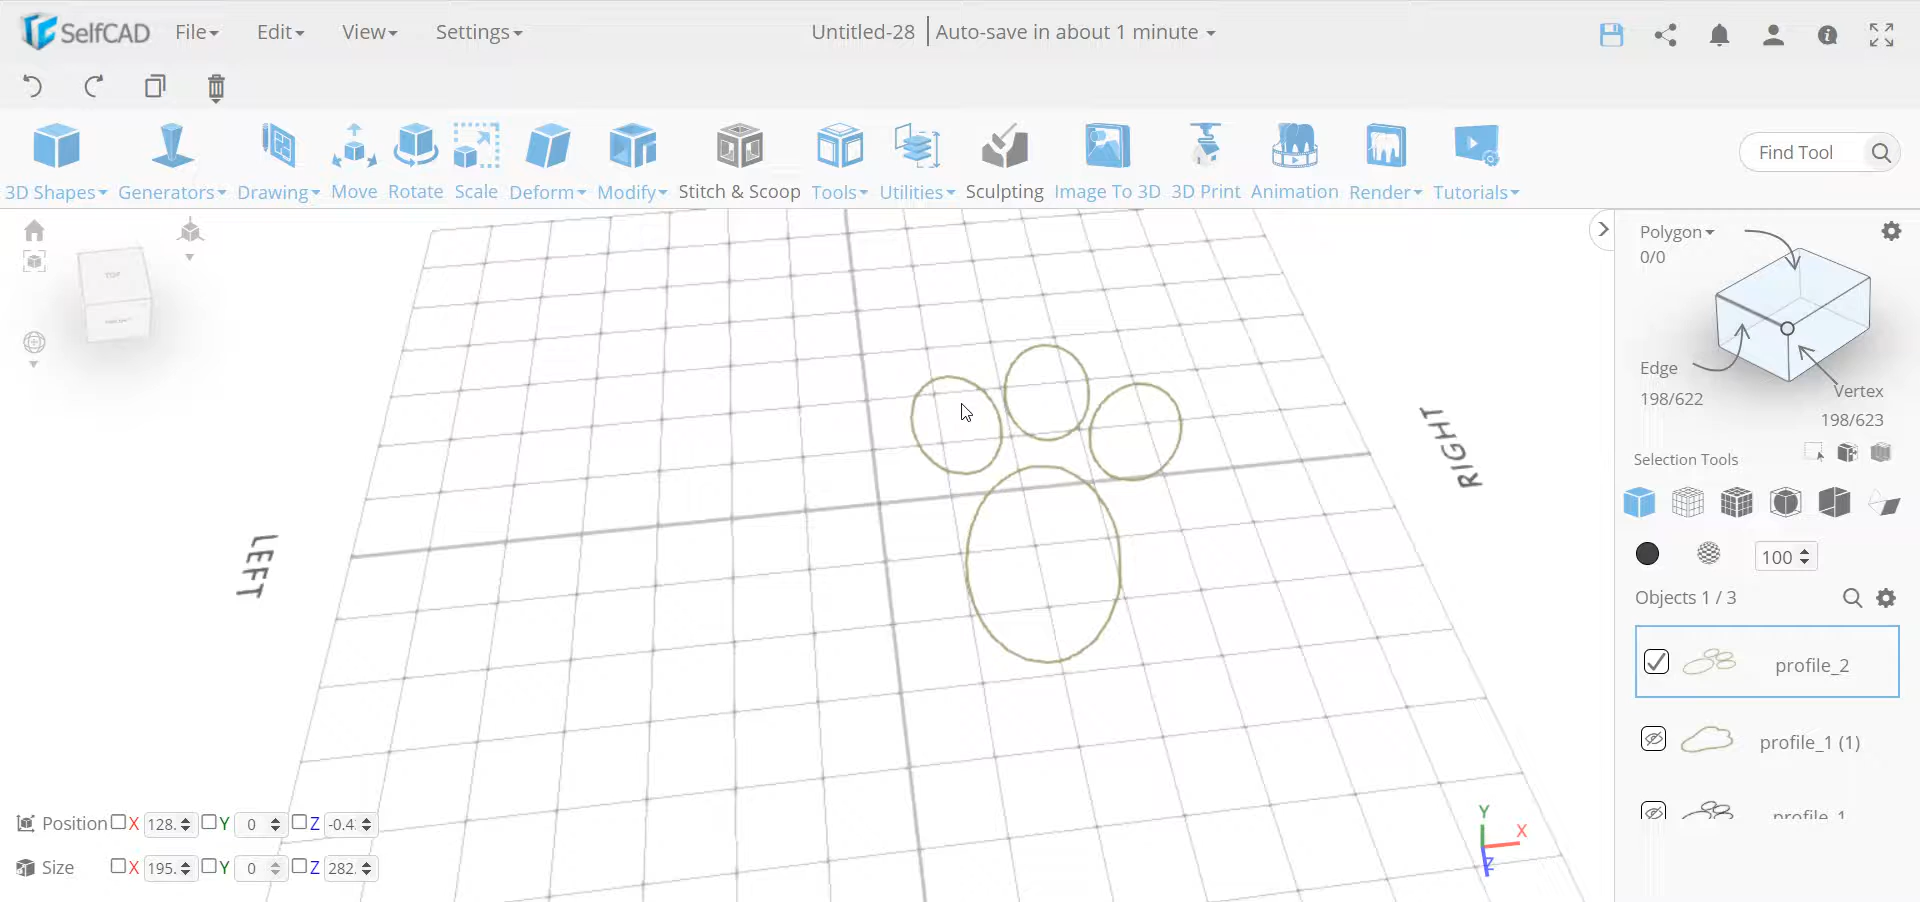 SelfCAD File Edit View Settings Untitled-28 Auto-save in about 1 minute
3D Shapes Generators Drawing Move Rotate Scale Deform Modify Stitch & Scoop Tools Utilities Sculpting Image To 3D 3D Print Animation Render Tutorials
Find Tool
TOP
LEFT
RIGHT
Polygon
0/0
Edge
198/622
Vertex
198/623
Selection Tools
100
Objects 1 / 3
profile_2
profile_1 (1)
profile_1
Position X 128. Y 0 Z
Size X 195. Y 0 Z 282.
Y
X
Z